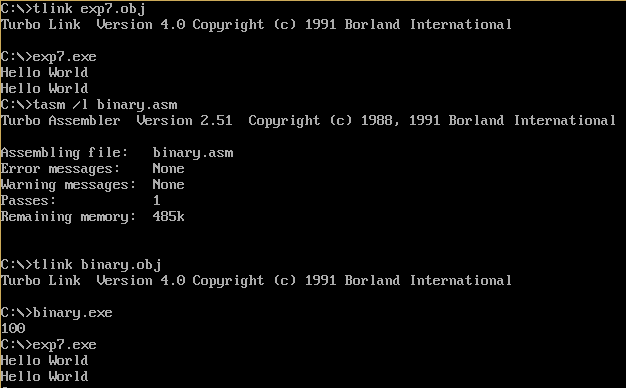 C:\>tlink exp7.obj
Turbo Link  Version 4.0 Copyright (c) 1991 Borland International
C:\>exp7.exe
Hello World
Hello World
C:\>tasm /l binary.asm
Turbo Assembler  Version 2.51  Copyright (c) 1988, 1991 Borland International
Assembling file:   binary.asm
Error messages:    None
Warning messages:  None
Passes:            1
Remaining memory:  485k
C:\>tlink binary.obj
Turbo Link  Version 4.0 Copyright (c) 1991 Borland International
C:\>binary.exe
100
C:\>exp7.exe
Hello World
Hello World